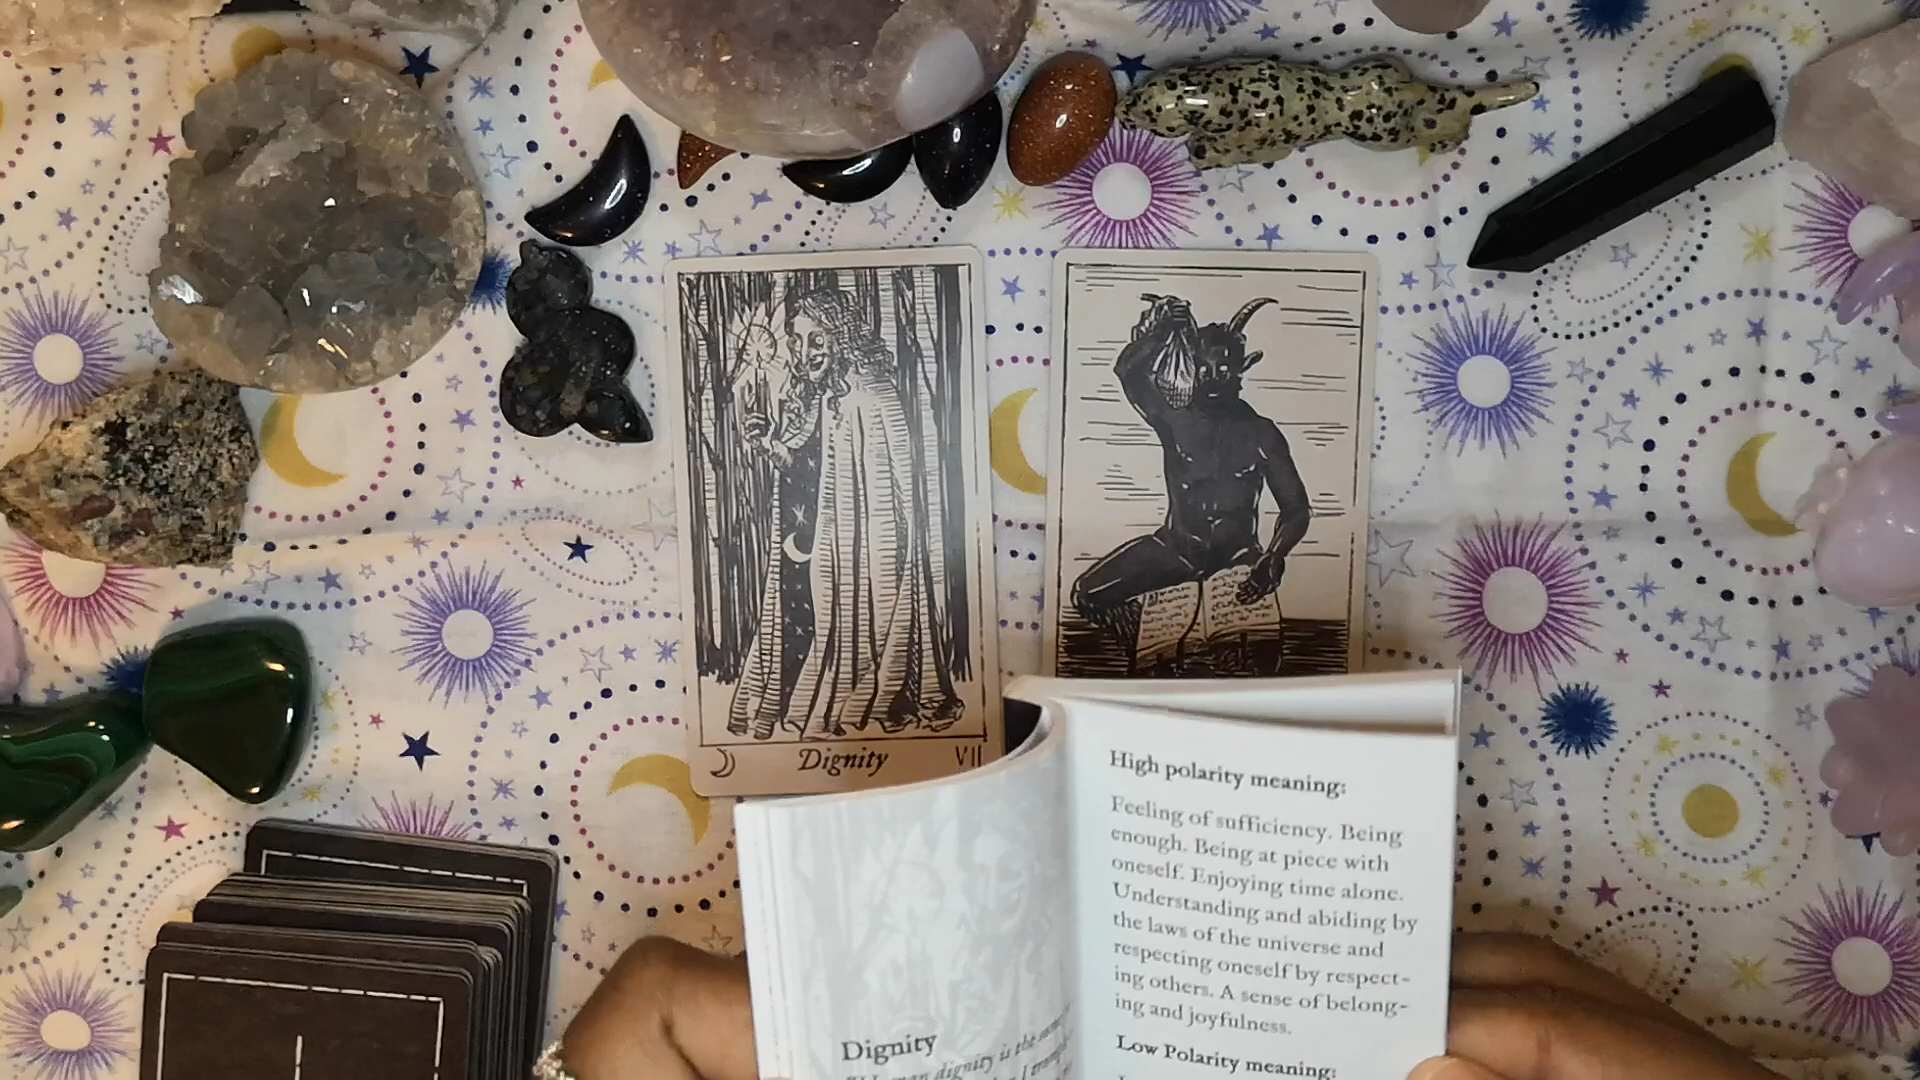 Dignity VII
Dignity
is the
High polarity meaning:
Feeling of sufficiency. Being
enough. Being at piece with
oneself. Enjoying time alone.
Understanding and abiding by
the laws of the universe and
respecting oneself by respect-
ing others. A sense of belong-
ing and joyfulness.
Low Polarity meaning: